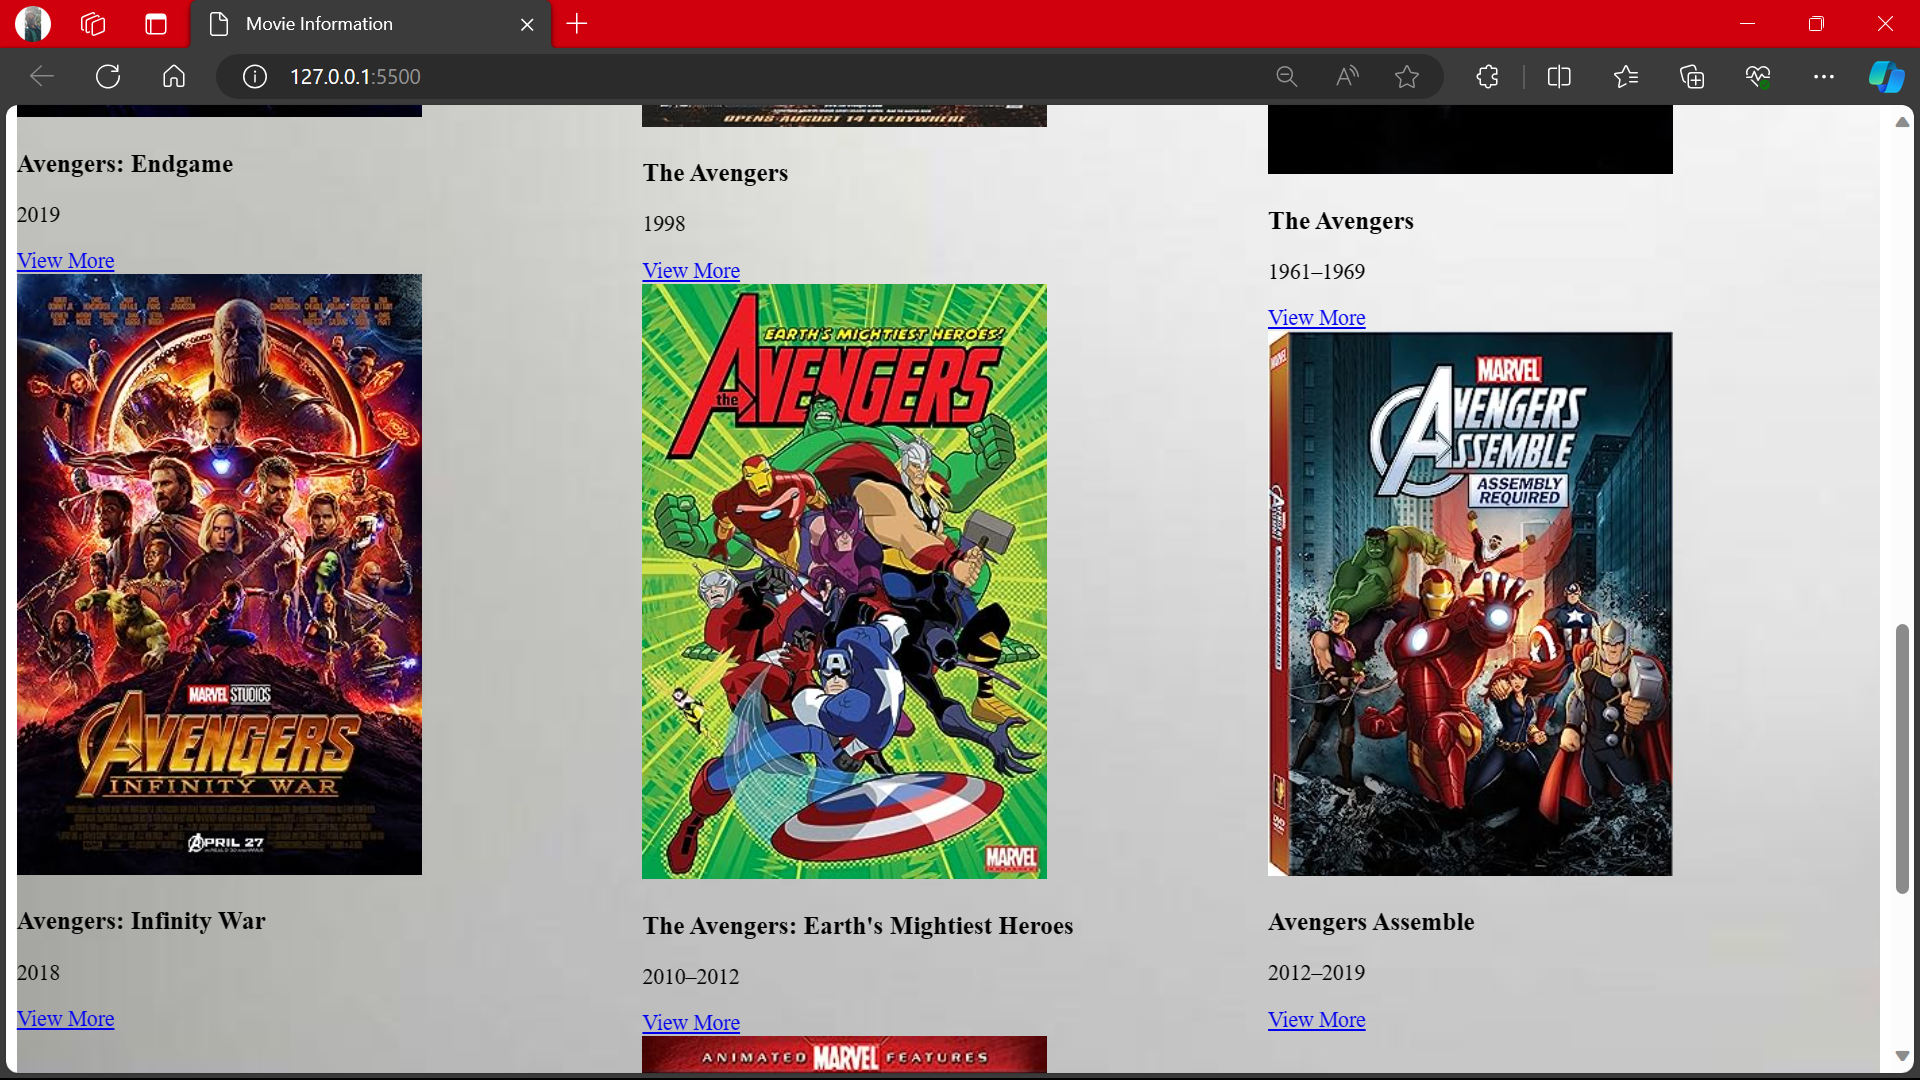 Movie Information
127.0.0.1:5500
OPENS AUGUST 14 EVERYWHERE
Avengers: Endgame
2019
View More
The Avengers
1998
View More
The Avengers
1961–1969
View More
MARVEL STUDIOS
AVENGERS
INFINITY WAR
APRIL 27
Avengers: Infinity War
2018
View More
EARTH'S MIGHTIEST HEROES!
the AVENGERS
MARVEL
The Avengers: Earth's Mightiest Heroes
2010–2012
View More
ANIMATED MARVEL FEATURES
MARVEL
AVENGERS
ASSEMBLE
ASSEMBLY
REQUIRED
DVD
Avengers Assemble
2012–2019
View More